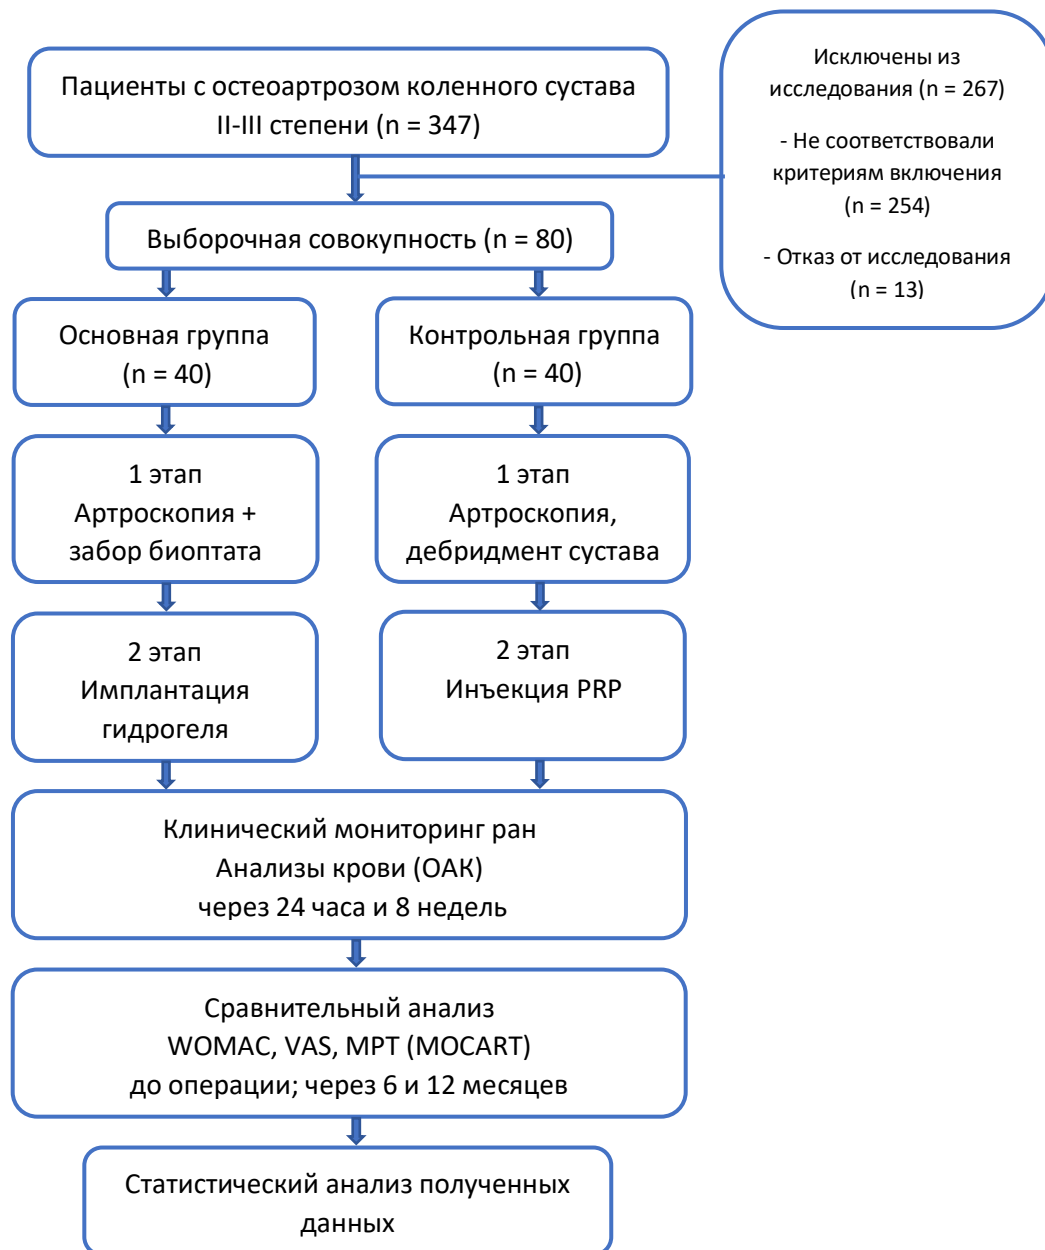 Пациенты с остеоартрозом коленного сустава
II-III степени (n = 347)
Исключены из
исследования (n = 267)
- Не соответствовали
критериям включения
(n = 254)
- Отказ от исследования
(n = 13)
Выборочная совокупность (n = 80)
Основная группа
(n = 40)
Контрольная группа
(n = 40)
1 этап
Артроскопия +
забор биоптата
1 этап
Артроскопия,
дебридмент сустава
2 этап
Имплантация
гидрогеля
2 этап
Инъекция PRP
Клинический мониторинг ран
Анализы крови (ОАК)
через 24 часа и 8 недель
Сравнительный анализ
WOMAC, VAS, МРТ (MOCART)
до операции; через 6 и 12 месяцев
Статистический анализ полученных
данных